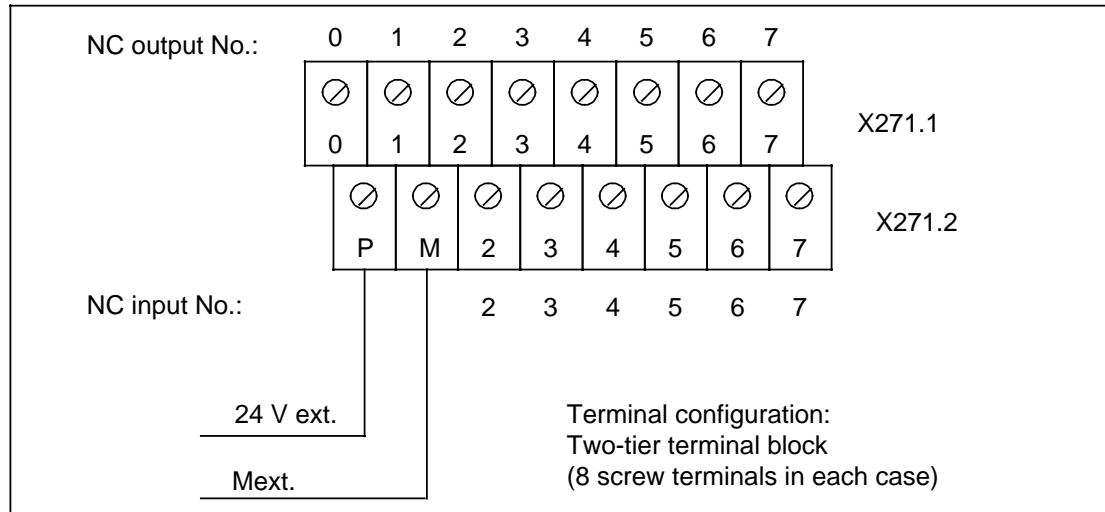 NC output No.: 0 1 2 3 4 5 6 7
0 1 2 3 4 5 6 7
X271.1
P M 2 3 4 5 6 7
X271.2
NC input No.: 2 3 4 5 6 7
24 V ext.
Mext.
Terminal configuration:
Two-tier terminal block
(8 screw terminals in each case)